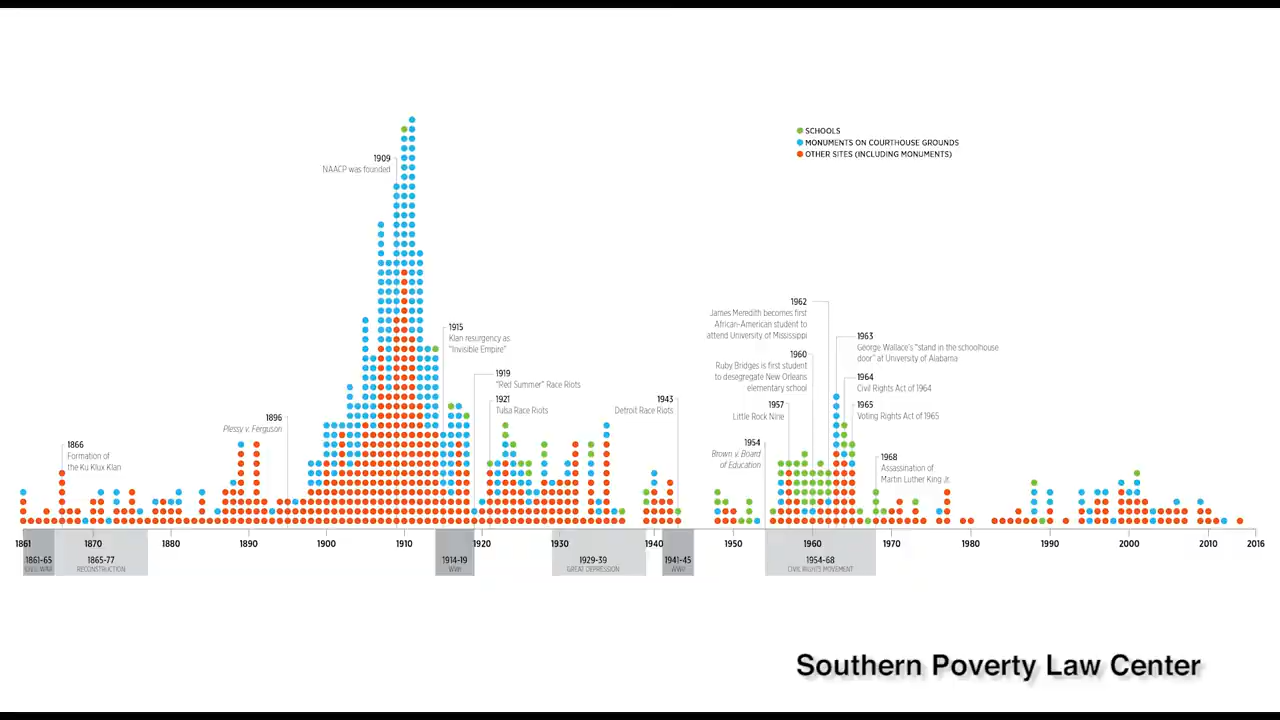 SCHOOLS
MONUMENTS ON COURTHOUSE GROUNDS
OTHER SITES (INCLUDING MONUMENTS)
1909
NAACP was founded
1915
Klan resurgency as
"Invisible Empire"
1919
"Red Summer" Race Riots
1921
Tulsa Race Riots
1896
Plessy v. Ferguson
1866
Formation of
the Ku Klux Klan
1943
Detroit Race Riots
1962
James Meredith becomes first
African-American student to
attend University of Mississippi
1960
Ruby Bridges is first student
to desegregate New Orleans
elementary school
1957
Little Rock Nine
1954
Brown v. Board
of Education
1963
George Wallace's "stand in the schoolhouse
door" at University of Alabama
1964
Civil Rights Act of 1964
1965
Voting Rights Act of 1965
1968
Assassination of
Martin Luther King Jr.
1861 1870 1880 1890 1900 1910 1920 1930 1940 1950 1960 1970 1980 1990 2000 2010 2016
1861-65
CIVIL WAR
1865-77
RECONSTRUCTION
1914-19
WWI
1929-39
GREAT DEPRESSION
1941-45
WWII
1954-68
CIVIL RIGHTS MOVEMENT
Southern Poverty Law Center